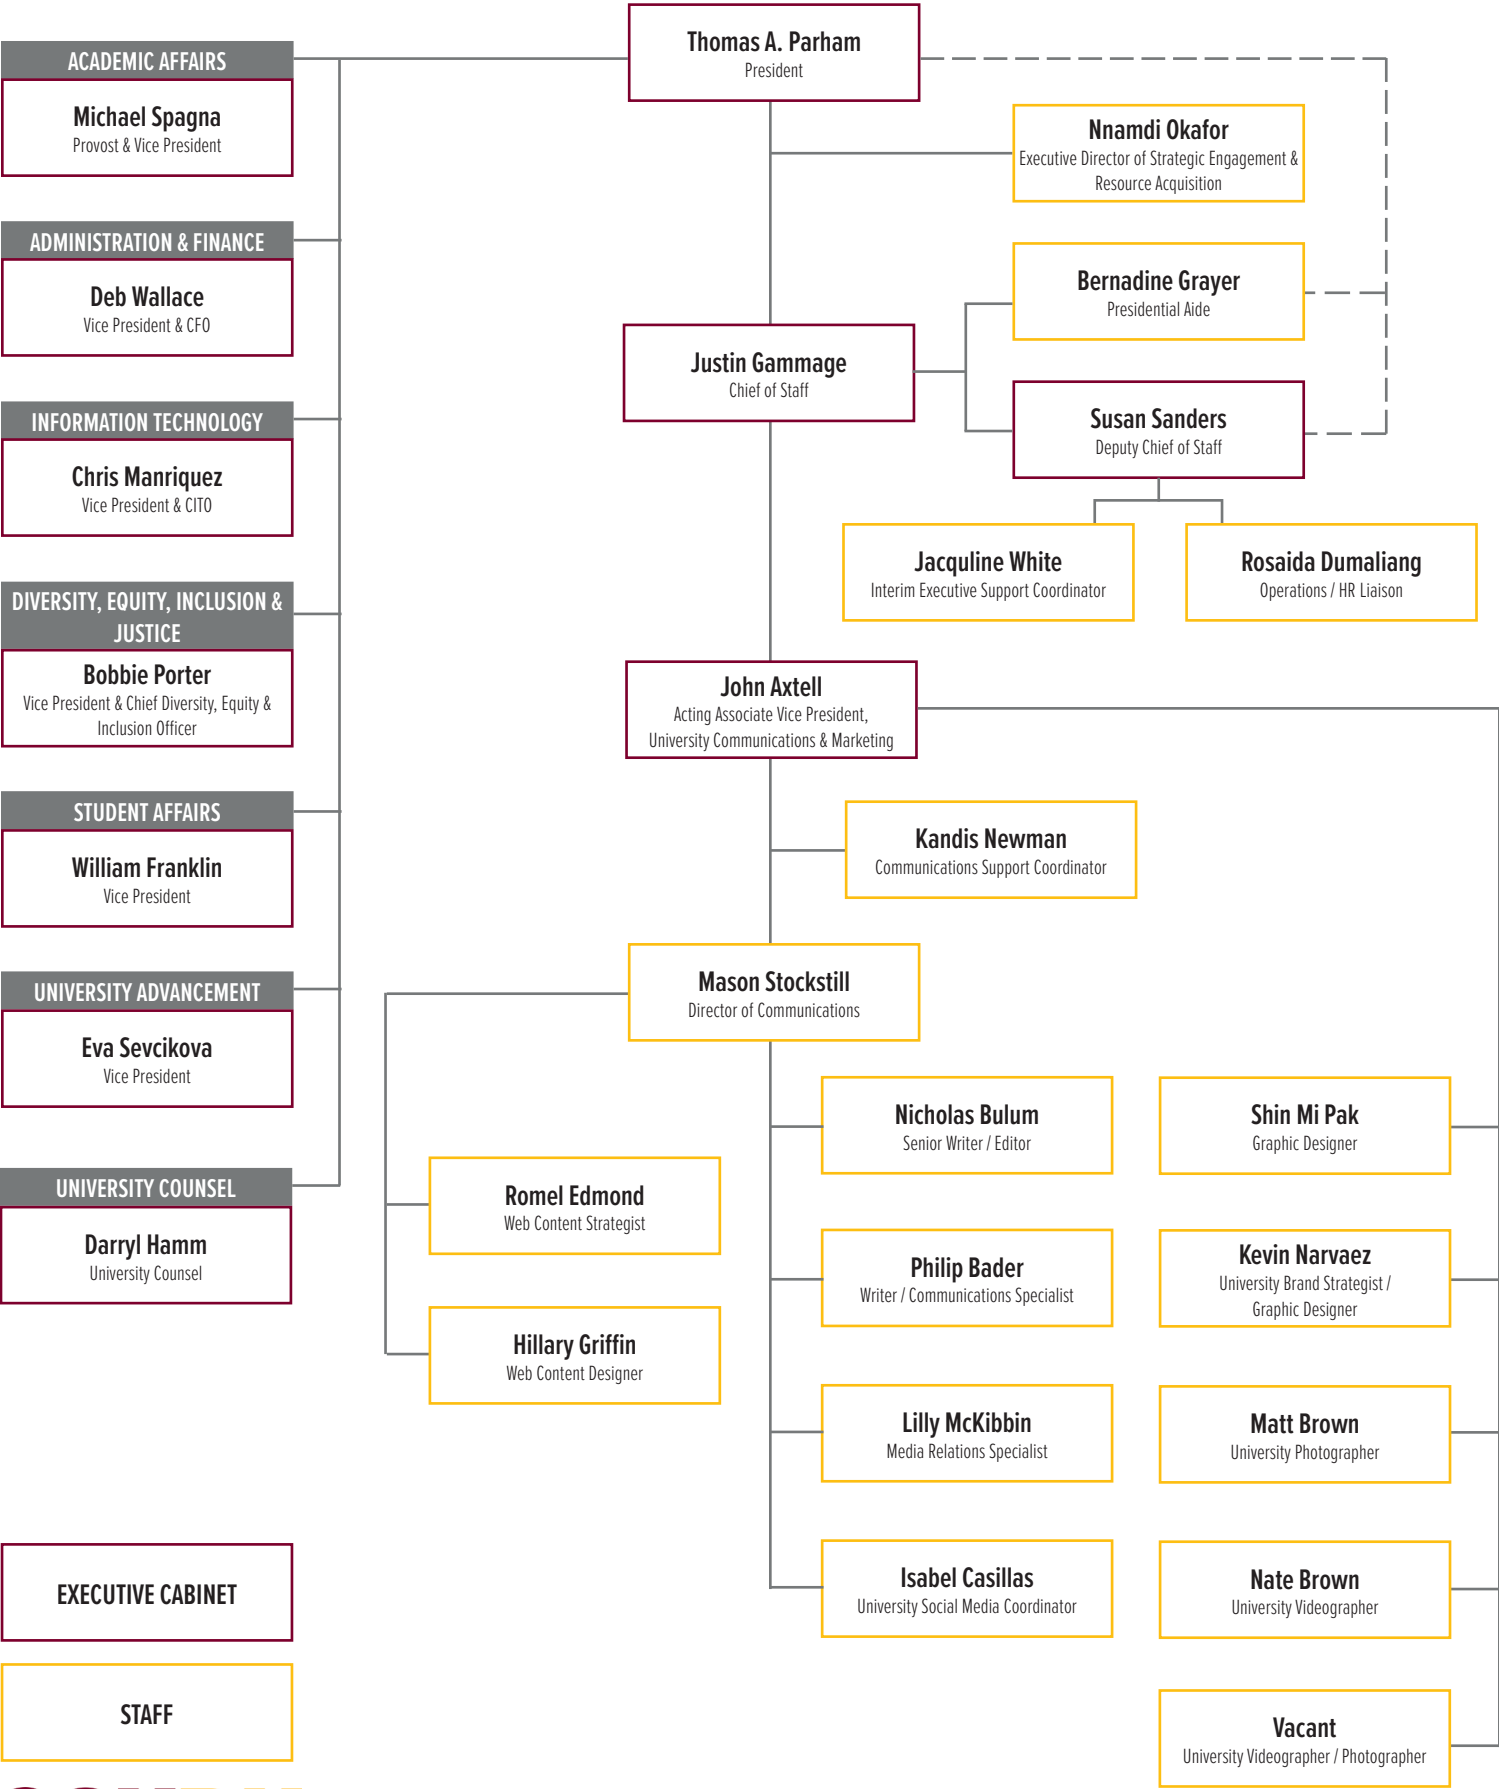 Thomas A. Parham
President
ACADEMIC AFFAIRS
Michael Spagna
Provost & Vice President
ADMINISTRATION & FINANCE
Deb Wallace
Vice President & CFO
INFORMATION TECHNOLOGY
Chris Manriquez
Vice President & CITO
DIVERSITY, EQUITY, INCLUSION &
JUSTICE
Bobbie Porter
Vice President & Chief Diversity, Equity &
Inclusion Officer
STUDENT AFFAIRS
William Franklin
Vice President
UNIVERSITY ADVANCEMENT
Eva Sevcikova
Vice President
UNIVERSITY COUNSEL
Darryl Hamm
University Counsel
Nnamdi Okafor
Executive Director of Strategic Engagement &
Resource Acquisition
Bernadine Grayer
Presidential Aide
Justin Gammage
Chief of Staff
Susan Sanders
Deputy Chief of Staff
Jacquline White
Interim Executive Support Coordinator
Rosaida Dumaliang
Operations / HR Liaison
John Axtell
Acting Associate Vice President,
University Communications & Marketing
Kandis Newman
Communications Support Coordinator
Mason Stockstill
Director of Communications
Romel Edmond
Web Content Strategist
Hillary Griffin
Web Content Designer
Nicholas Bulum
Senior Writer / Editor
Philip Bader
Writer / Communications Specialist
Lilly McKibbin
Media Relations Specialist
Isabel Casillas
University Social Media Coordinator
Shin Mi Pak
Graphic Designer
Kevin Narvaez
University Brand Strategist /
Graphic Designer
Matt Brown
University Photographer
Nate Brown
University Videographer
Vacant
University Videographer / Photographer
EXECUTIVE CABINET
STAFF